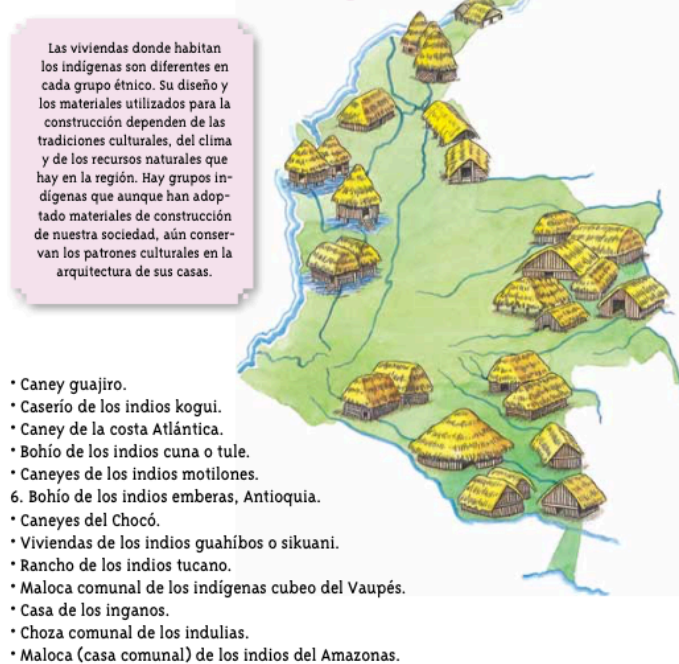 Las viviendas donde habitan
los indígenas son diferentes en
cada grupo étnico. Su diseño y
los materiales utilizados para la
construcción dependen de las
tradiciones culturales, del clima
y de los recursos naturales que
hay en la región. Hay grupos in-
dígenas que aunque han adop-
tado materiales de construcción
de nuestra sociedad, aún conser-
van los patrones culturales en la
arquitectura de sus casas.
• Caney guajiro.
• Caserío de los indios kogui.
• Caney de la costa Atlántica.
• Bohío de los indios cuna o tule.
• Caneyes de los indios motilones.
6. Bohío de los indios emberas, Antioquia.
• Caneyes del Chocó.
• Viviendas de los indios guahíbos o sikuani.
• Rancho de los indios tucano.
• Maloca comunal de los indígenas cubeo del Vaupés.
• Casa de los inganos.
• Choza comunal de los indulias.
• Maloca (casa comunal) de los indios del Amazonas.